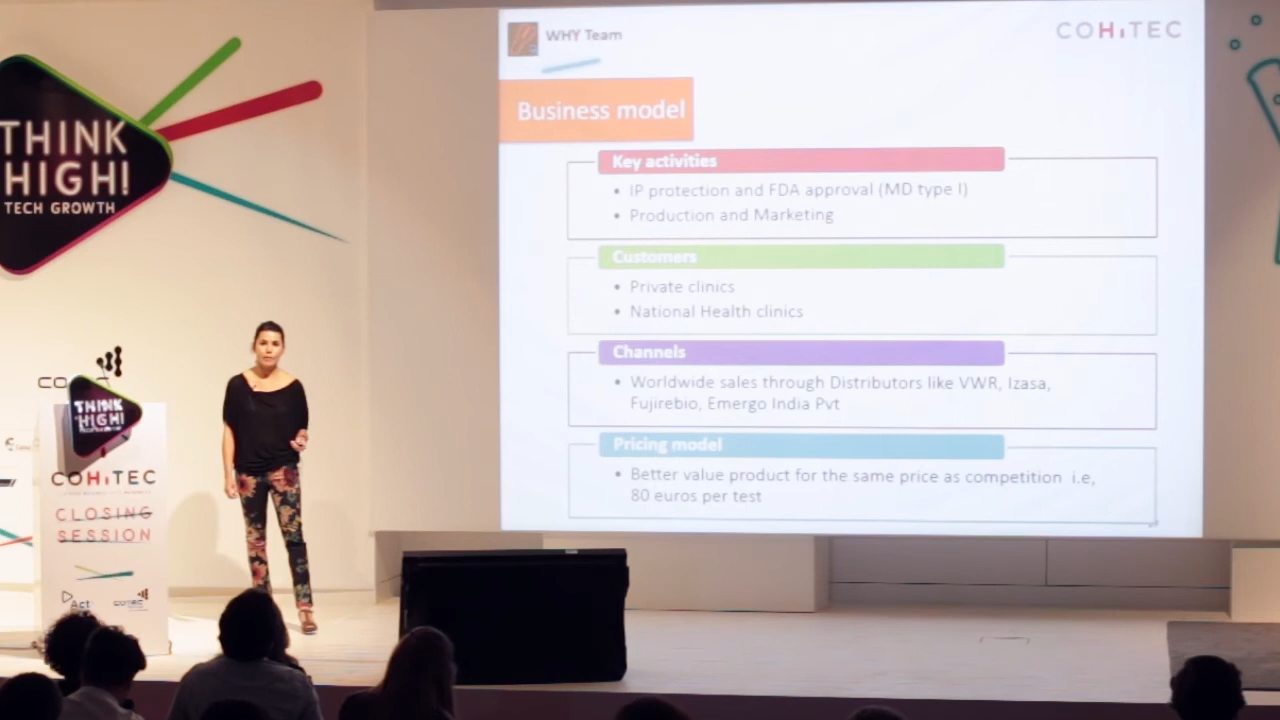 THINK
HIGH!
TECH GROWTH
WHY Team
COHiTEC
Business model
Key activities
• IP protection and FDA approval (MD type I)
• Production and Marketing
Customers
• Private clinics
• National Health clinics
Channels
• Worldwide sales through Distributors like VWR, Izasa,
Fujirebio, Emergo India Pvt
Pricing model
• Better value product for the same price as competition i.e,
80 euros per test
THINK
HIGH!
COHiTEC
CLOSING
SESSION
Act